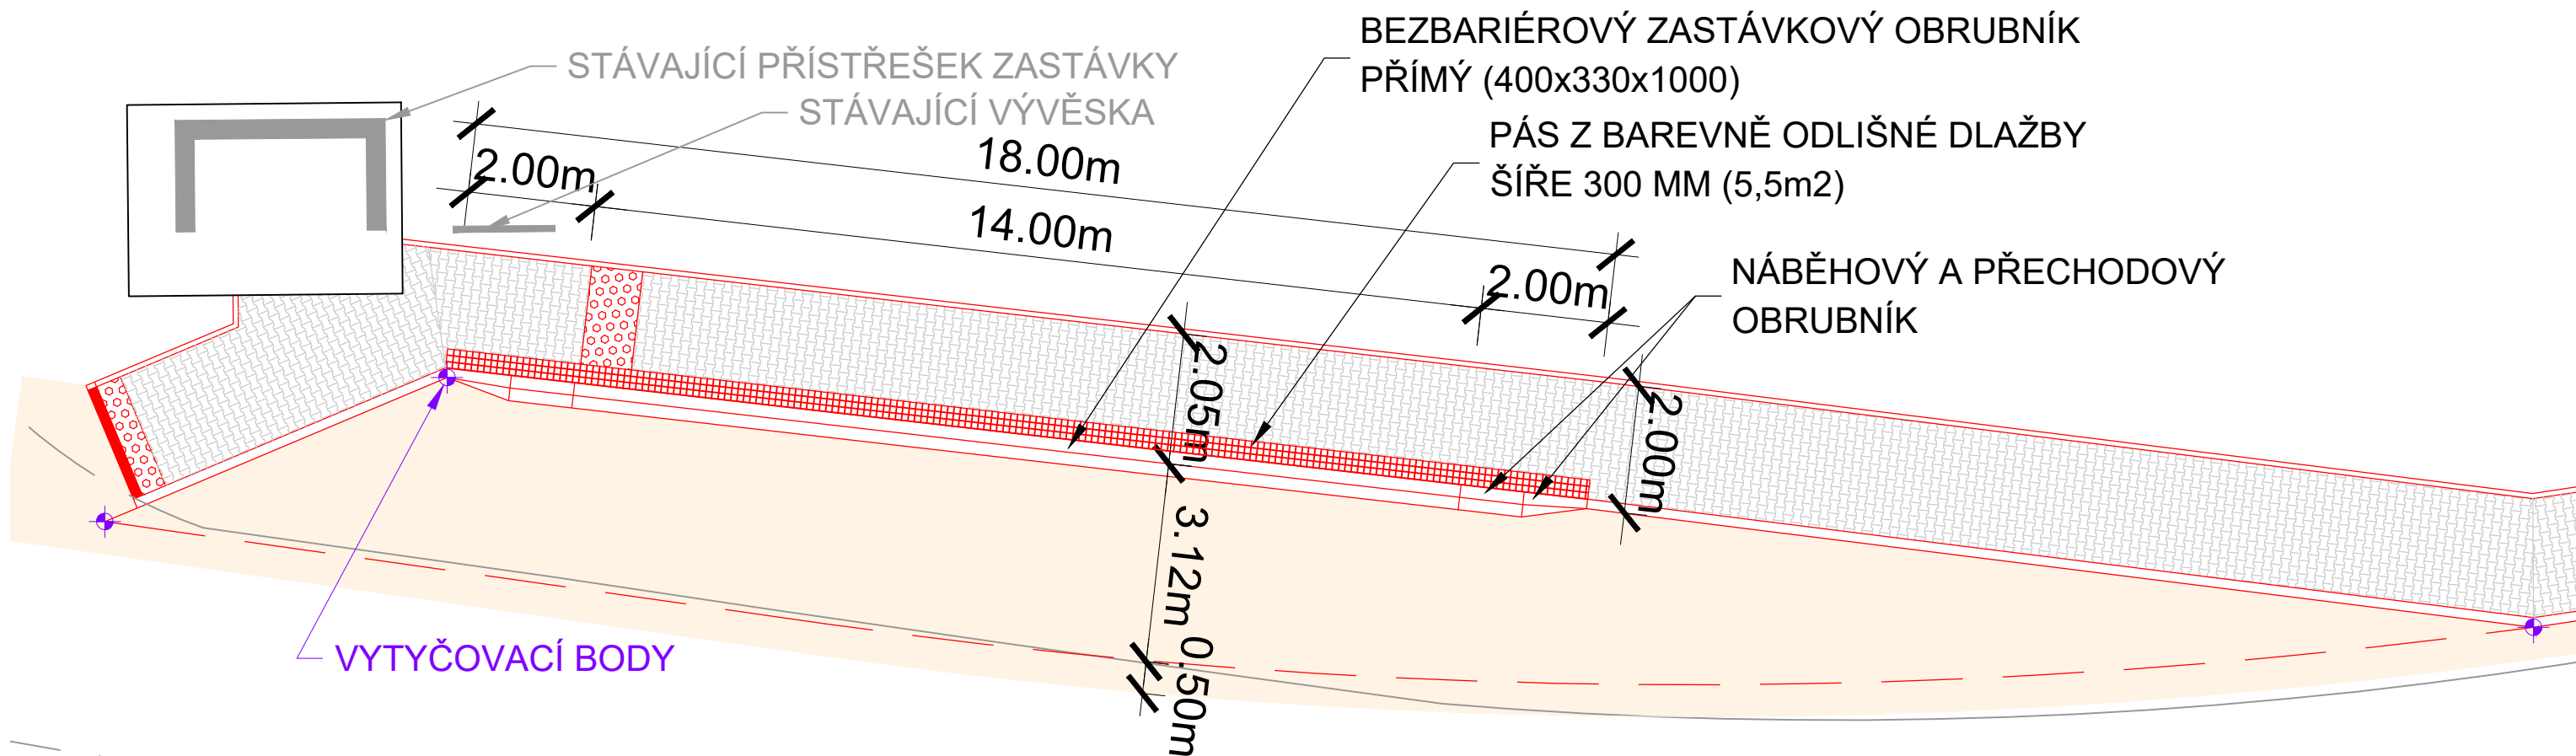 BEZBARIÉROVÝ ZASTÁVKOVÝ OBRUBNÍK
PŘÍMÝ (400x330x1000)
STÁVAJÍCÍ PŘÍSTŘEŠEK ZASTÁVKY
STÁVAJÍCÍ VÝVĚSKA
PÁS Z BAREVNĚ ODLIŠNÉ DLAŽBY
ŠÍŘE 300 MM (5,5m2)
18.00m
2.00m
14.00m
2.00m
NÁBĚHOVÝ A PŘECHODOVÝ
OBRUBNÍK
2.05m
2.00m
3.12m
0.50m
VYTYČOVACÍ BODY